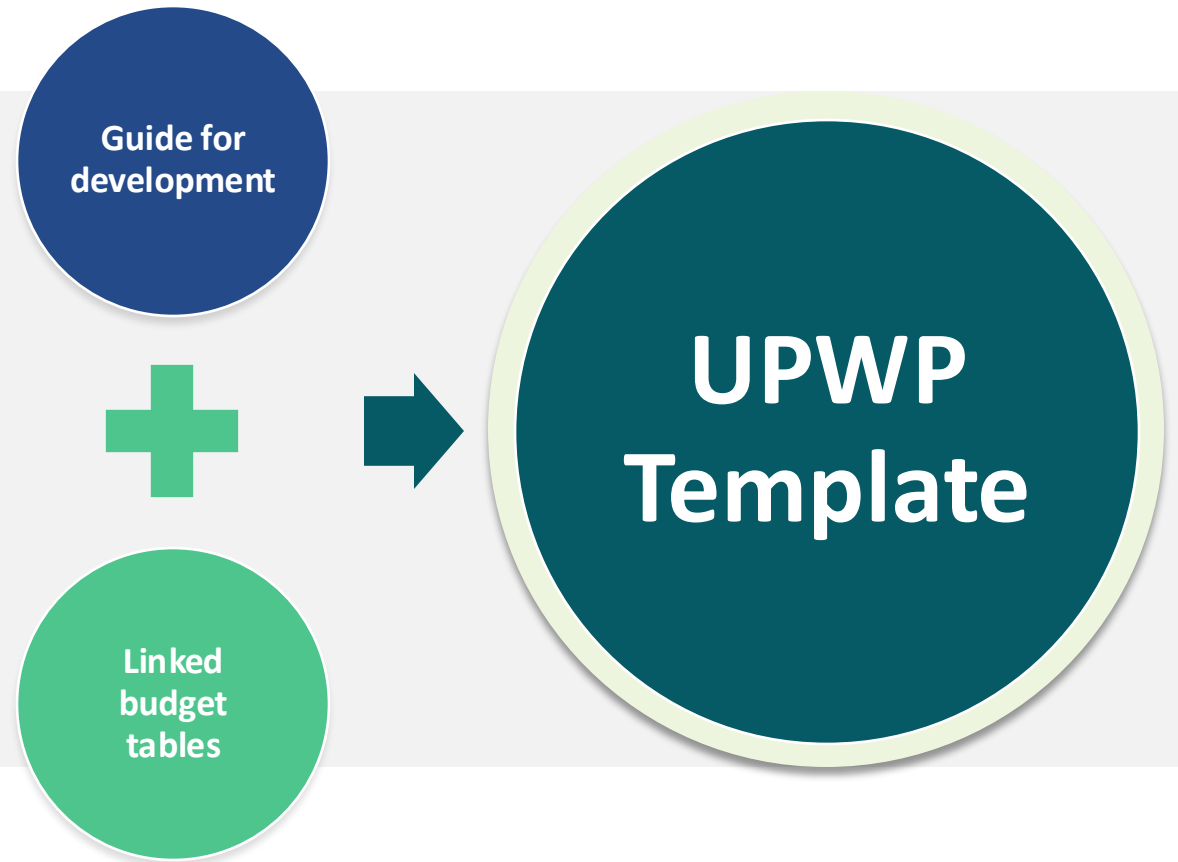 Guide for
development
Linked
budget
tables
UPWP
Template